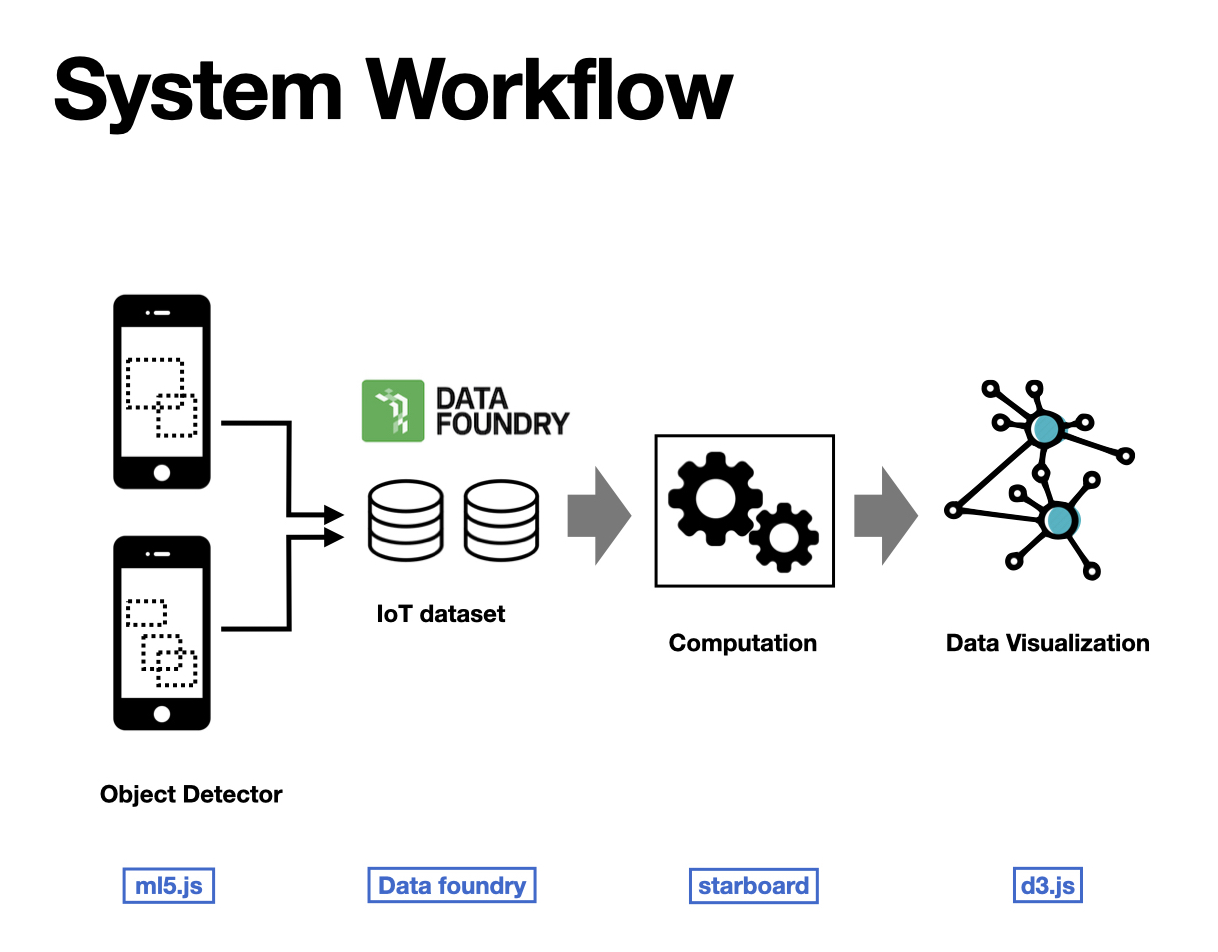 System Workflow
DATA
FOUNDRY
IoT dataset
Computation
Data Visualization
Object Detector
ml5.js
Data foundry
starboard
d3.js